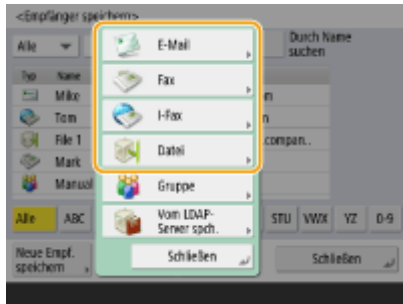 <Empfänger speichern>
Alle
E-Mail
Durch Name
suchen
Fax
Typ Name
Mike
m
I-Fax
Tom
n
File 1
Datei
.compan..
Mark
Manual
Gruppe
Alle ABC
Vom LDAP-
Server spch.
STU VWX YZ 0-9
Neue Empf.
speichern
Schließen
Schließen